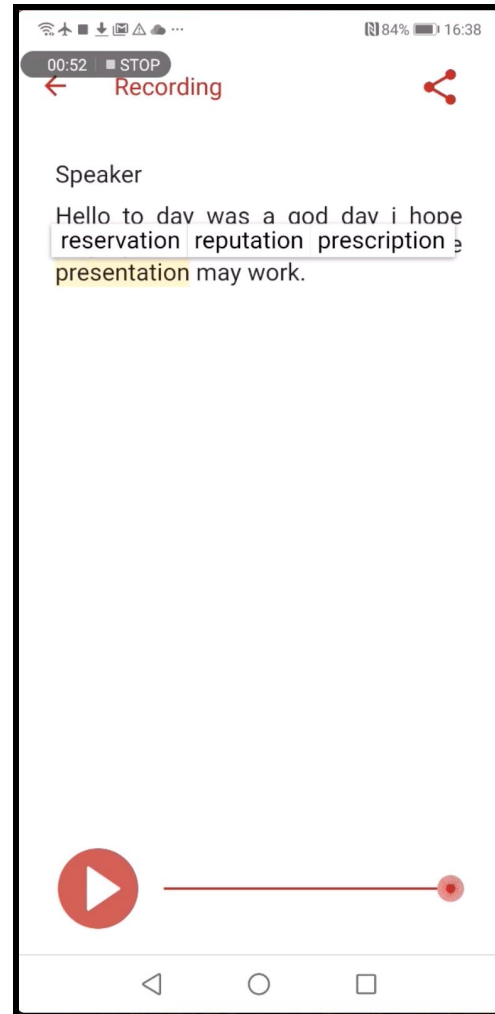 84% 16:38
00:52 STOP
Recording
Speaker
Hello to day was a god day i hope
reservation reputation prescription
presentation may work.